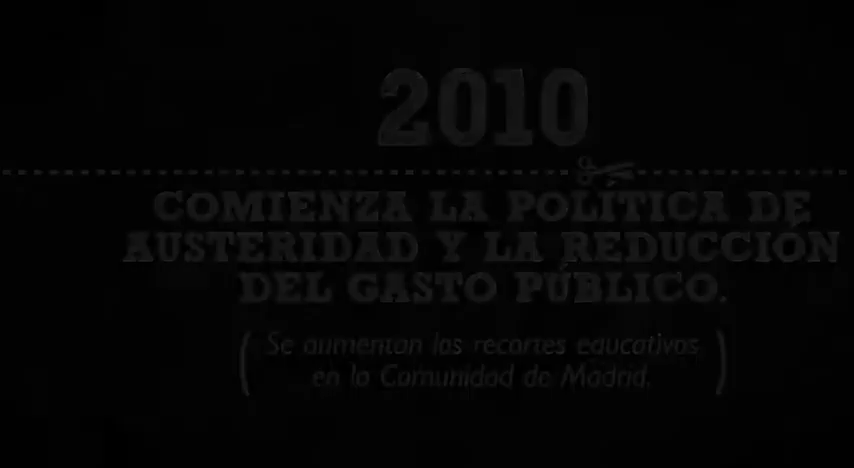 2010
COMIENZA LA POLÍTICA DE
AUSTERIDAD Y LA REDUCCIÓN
DEL GASTO PÚBLICO.
( Se aumentan los recortes educativos
en la Comunidad de Madrid. )